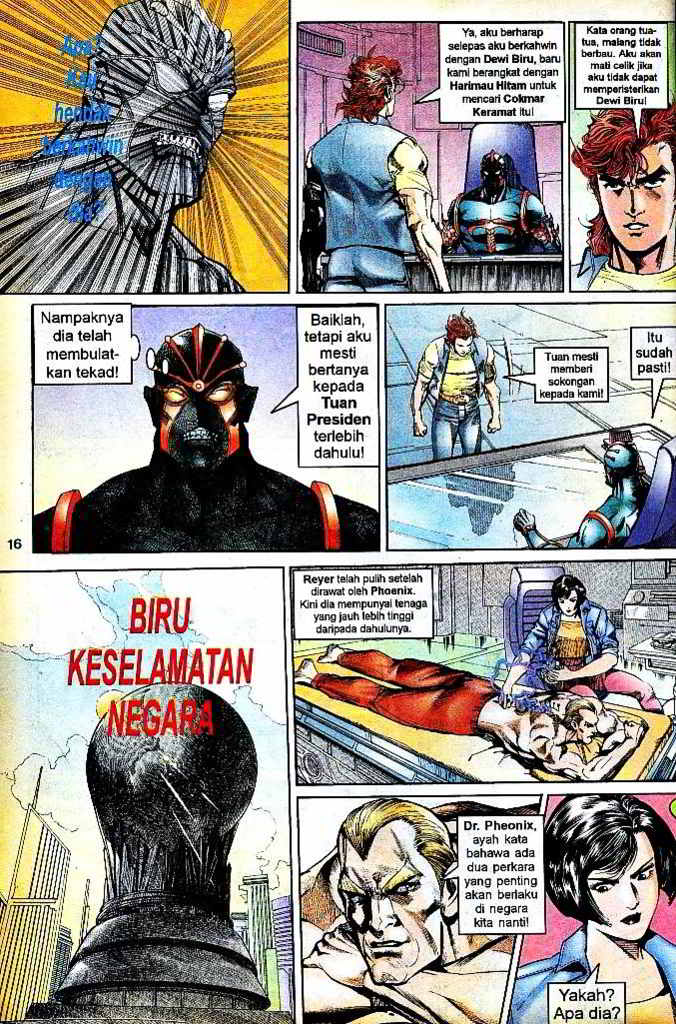 Apa?
Kau
hendak
berkahwin
dengan
Dia?
Ya, aku berharap
selepas aku berkahwin
dengan Dewi Biru, baru
kami berangkat dengan
Harimau Hitam untuk
mencari Cokmar
Keramat itu!
Kata orang tua-
tua, malang tidak
berbau. Aku akan
mati celik jika
aku tidak dapat
memperisterikan
Dewi Biru!
Nampaknya
dia telah
membulat-
kan tekad!
Baiklah,
tetapi aku
mesti
bertanya
kepada
Tuan
Presiden
terlebih
dahulu!
Tuan mesti
memberi
sokongan
kepada kami!
Itu
sudah
pasti!
16
BIRU
KESELAMATAN
NEGARA
Reyer telah pulih setelah
dirawat oleh Phoenix.
Kini dia mempunyai tenaga
yang jauh lebih tinggi
daripada dahulunya.
Dr. Pheonix,
ayah kata
bahawa ada
dua perkara
yang penting
akan berlaku
di negara
kita nanti!
Yakah?
Apa dia?